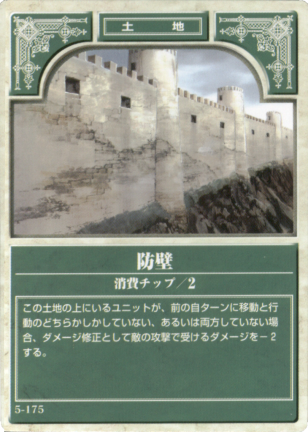 土地
防壁
消費チップ/2
この土地の上にいるユニットが、前の自ターンに移動と行
動のどちらかしかしていない、あるいは両方していない場
合、ダメージ修正として敵の攻撃で受けるダメージを-2
する。
5-175